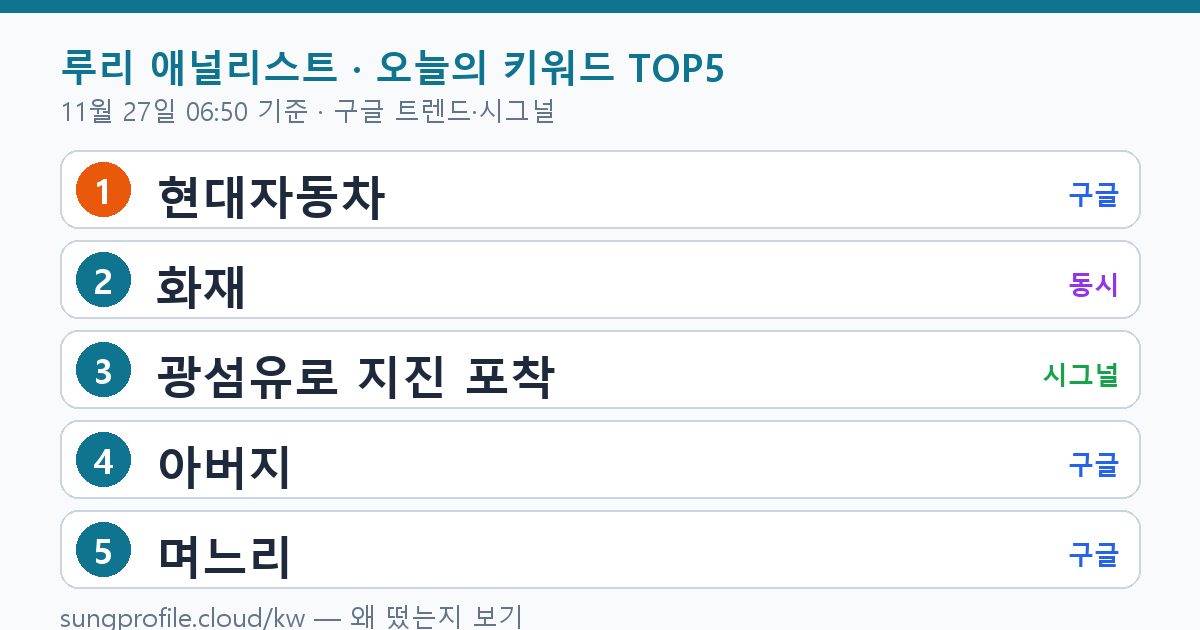 루리 애널리스트 · 오늘의 키워드 TOP5
11월 27일 06:50 기준 · 구글 트렌드·시그널
1 현대자동차 구글
2 화재 동시
3 광섬유로 지진 포착 시그널
4 아버지 구글
5 며느리 구글
sungprofile.cloud/kw — 왜 떴는지 보기